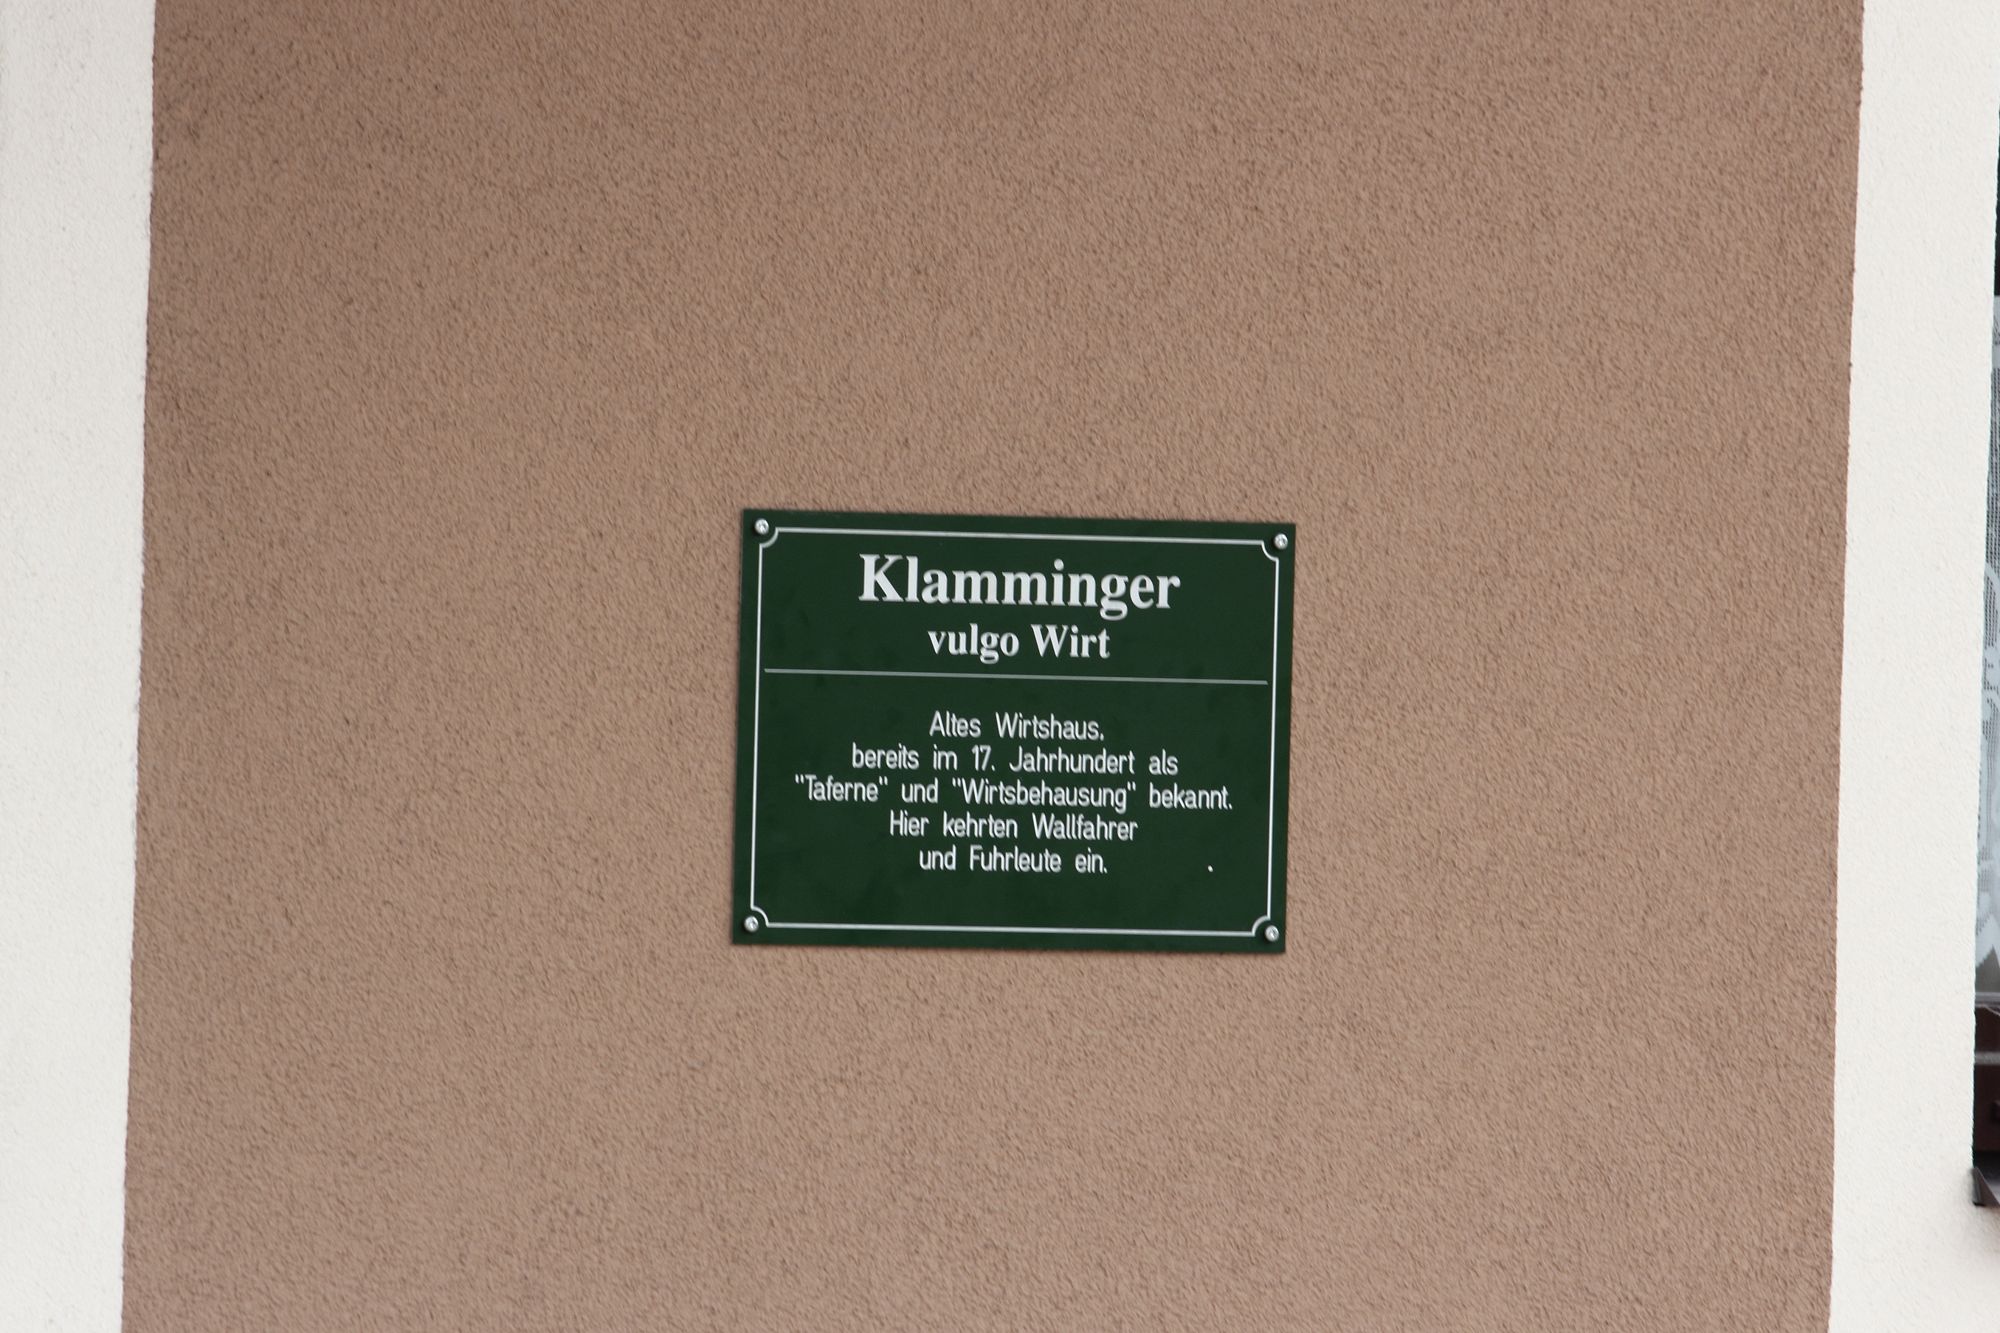 Klamminger
vulgo Wirt
Altes Wirtshaus,
bereits im 17. Jahrhundert als
"Taferne" und "Wirtsbehausung" bekannt.
Hier kehrten Wallfahrer
und Fuhrleute ein.